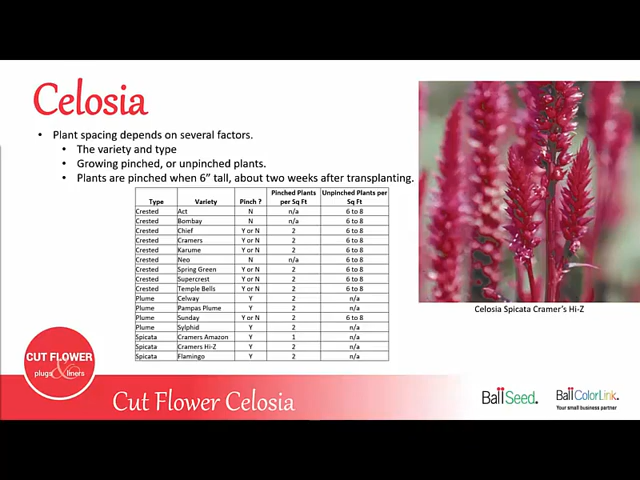 Celosia
• Plant spacing depends on several factors.
• The variety and type
• Growing pinched, or unpinched plants.
• Plants are pinched when 6” tall, about two weeks after transplanting.
Type Variety Pinch ? Pinched Plants per Sq Ft Unpinched Plants per Sq Ft
Crested Act N n/a 6 to 8
Crested Bombay N n/a 6 to 8
Crested Chief Y or N 2 6 to 8
Crested Cramers Y or N 2 6 to 8
Crested Karume Y or N 2 6 to 8
Crested Neo N n/a 6 to 8
Crested Spring Green Y or N 2 6 to 8
Crested Supercrest Y or N 2 6 to 8
Crested Temple Bells Y or N 2 6 to 8
Plume Celway Y 2 n/a
Plume Pampas Plume Y 2 n/a
Plume Sunday Y or N 2 6 to 8
Plume Sylphid Y 2 n/a
Spicata Cramers Amazon Y 1 n/a
Spicata Cramers Hi-Z Y 2 n/a
Spicata Flamingo Y 2 n/a
Celosia Spicata Cramer's Hi-Z
CUT FLOWER
plugs & liners
Cut Flower Celosia
Ball Seed.
Ball ColorLink.
Your small business partner